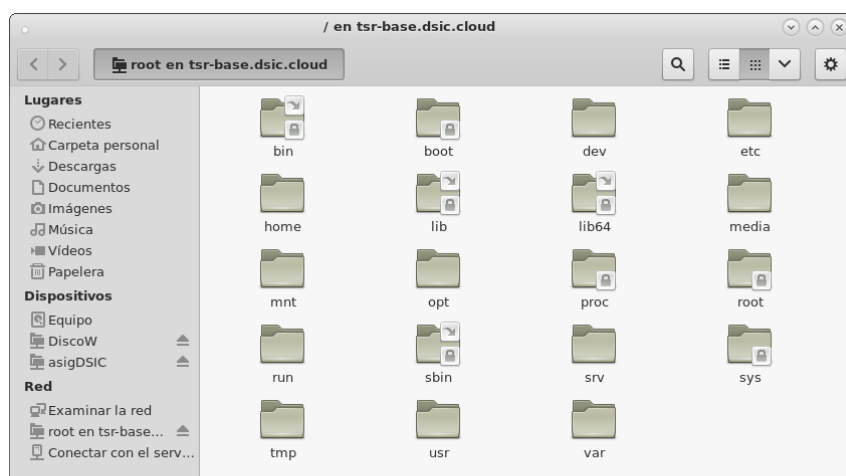 / en tsr-base.dsic.cloud
root en tsr-base.dsic.cloud
Lugares
Recientes
Carpeta personal
Descargas
Documentos
Imágenes
Música
Vídeos
Papelera
Dispositivos
Equipo
DiscoW
asigDSIC
Red
Examinar la red
root en tsr-base...
Conectar con el serv...
bin boot dev etc
home lib lib64 media
mnt opt proc root
run sbin srv sys
tmp usr var